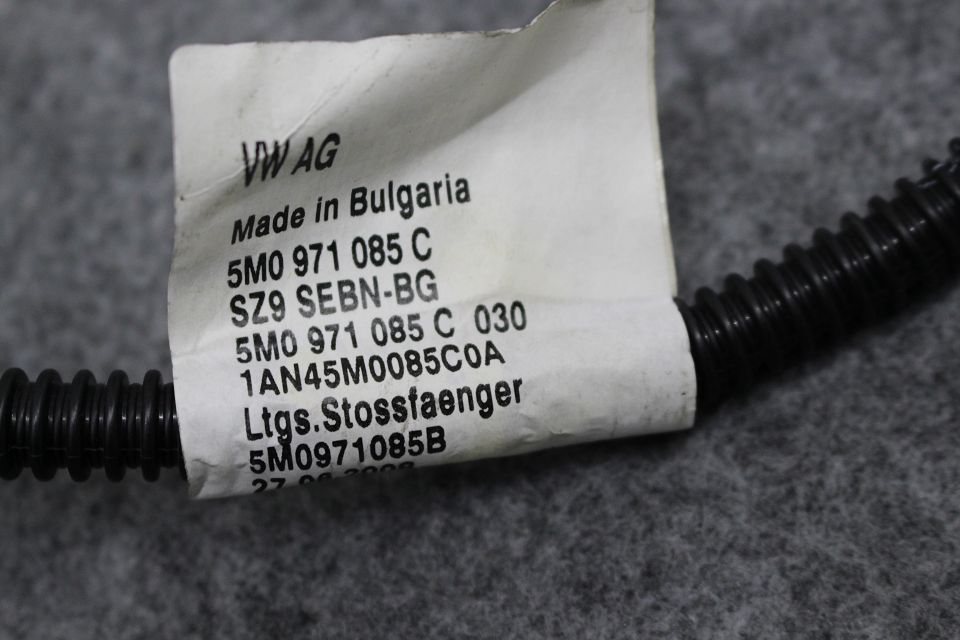 VW AG
Made in Bulgaria
5M0 971 085 C
SZ9 SEBN-BG
5M0 971 085 C 030
1AN45M0085C0A
Ltgs.Stossfaenger
5M0971085B